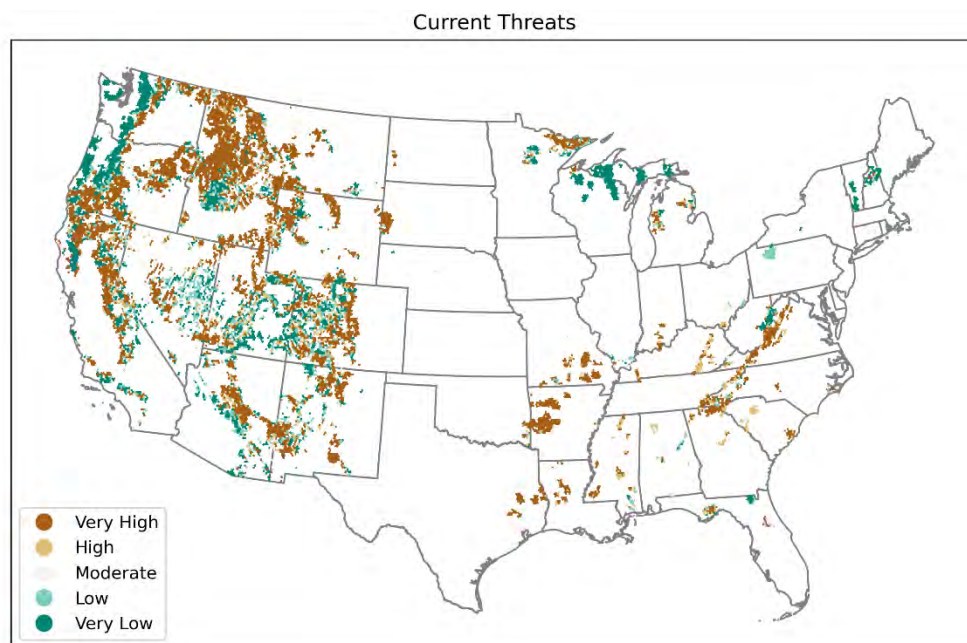 Current Threats
Very High
High
Moderate
Low
Very Low